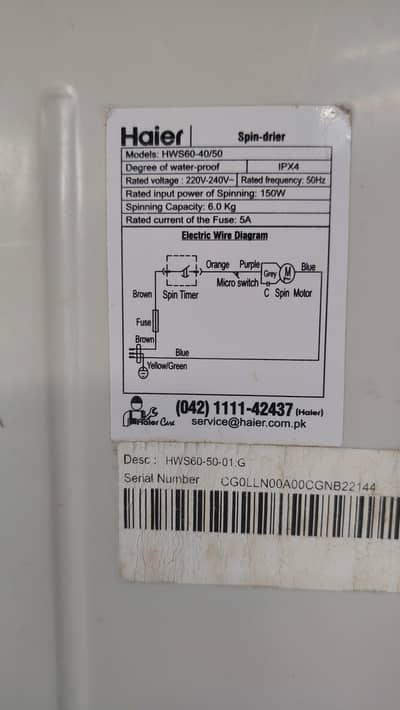 Haier Spin-drier
Models: HWS60-40/50
Degree of water-proof IPX4
Rated voltage : 220V-240V~ Rated frequency: 50Hz
Rated input power of Spinning: 150W
Spinning Capacity: 6.0 Kg
Rated current of the Fuse: 5A
Electric Wire Diagram
Orange Purple Grey M Blue
Micro switch
Brown Spin Timer C Spin Motor
Fuse
Brown
Blue
Yellow/Green
Haier Care
(042) 1111-42437 (Haier)
service@haier.com.pk
Desc : HWS60-50-01.G
Serial Number CG0LLN00A00CGNB22144